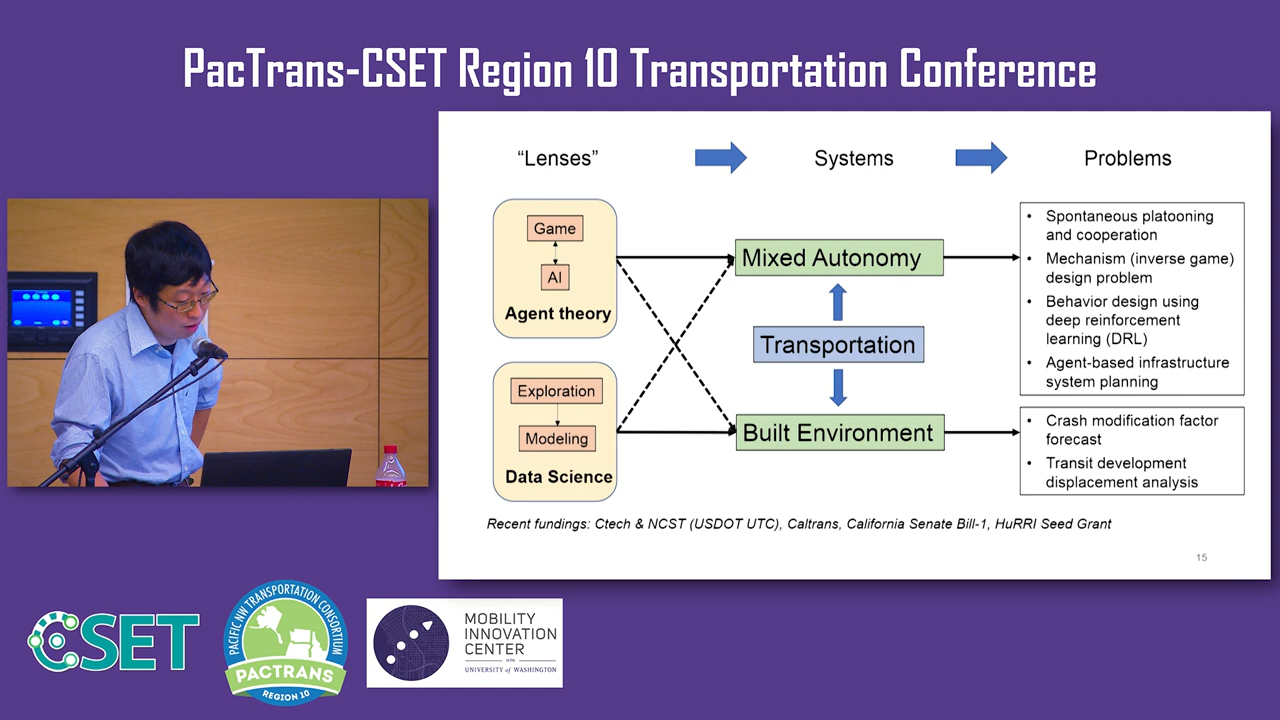 PacTrans-CSET Region 10 Transportation Conference
“Lenses”
Systems
Problems
Game
AI
Agent theory
Exploration
Modeling
Data Science
Mixed Autonomy
Transportation
Built Environment
• Spontaneous platooning
and cooperation
• Mechanism (inverse game)
design problem
• Behavior design using
deep reinforcement
learning (DRL)
• Agent-based infrastructure
system planning
• Crash modification factor
forecast
• Transit development
displacement analysis
Recent fundings: Ctech & NCST (USDOT UTC), Caltrans, California Senate Bill-1, HuRRI Seed Grant
15
CSET
PACIFIC NW TRANSPORTATION CONSORTIUM
PACTRANS
REGION 10
MOBILITY
INNOVATION
CENTER
UNIVERSITY of WASHINGTON